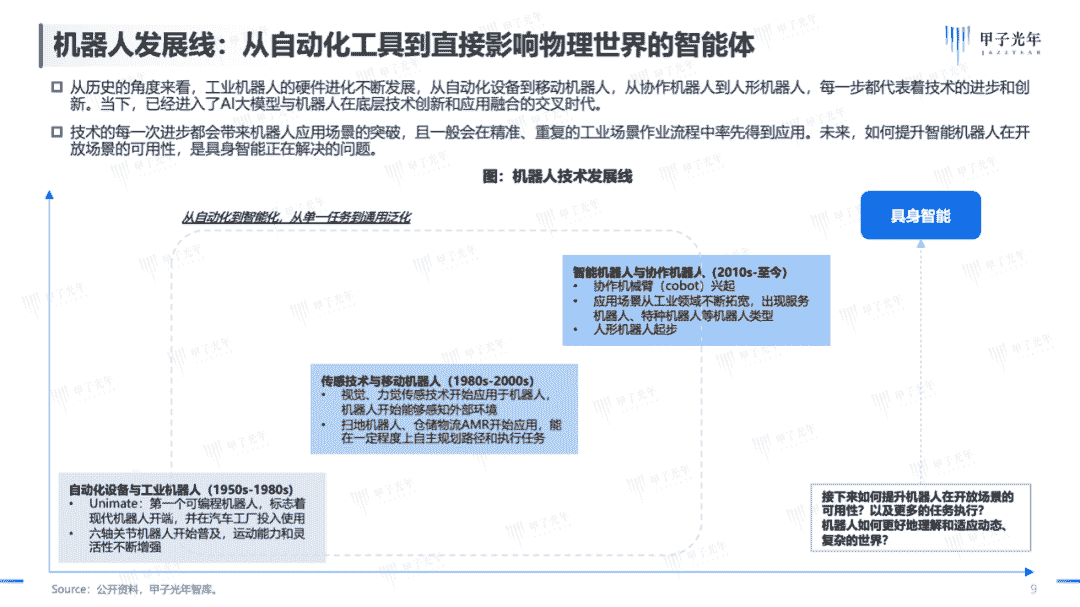 机器人发展线：从自动化工具到直接影响物理世界的智能体
甲子光年
JAZZYEAR
从历史的角度来看，工业机器人的硬件进化不断发展，从自动化设备到移动机器人，从协作机器人到人形机器人，每一步都代表着技术的进步和创
新。当下，已经进入了AI大模型与机器人在底层技术创新和应用融合的交叉时代。
技术的每一次进步都会带来机器人应用场景的突破，且一般会在精准、重复的工业场景作业流程中率先得到应用。未来，如何提升智能机器人在开
放场景的可用性，是具身智能正在解决的问题。
图：机器人技术发展线
从自动化到智能化，从单一任务到通用泛化
具身智能
智能机器人与协作机器人（2010s-至今）
• 协作机械臂（cobot）兴起
• 应用场景从工业领域不断拓宽，出现服务
机器人、特种机器人等机器人类型
• 人形机器人起步
传感技术与移动机器人（1980s-2000s）
• 视觉、力觉传感技术开始应用于机器人，
机器人开始能够感知外部环境
• 扫地机器人、仓储物流AMR开始应用，能
在一定程度上自主规划路径和执行任务
自动化设备与工业机器人（1950s-1980s）
• Unimate：第一个可编程机器人，标志着
现代机器人开端，并在汽车工厂投入使用
• 六轴关节机器人开始普及，运动能力和灵
活性不断增强
接下来如何提升机器人在开放场景的
可用性？以及更多的任务执行？
机器人如何更好地理解和适应动态、
复杂的世界？
Source：公开资料，甲子光年智库。
9